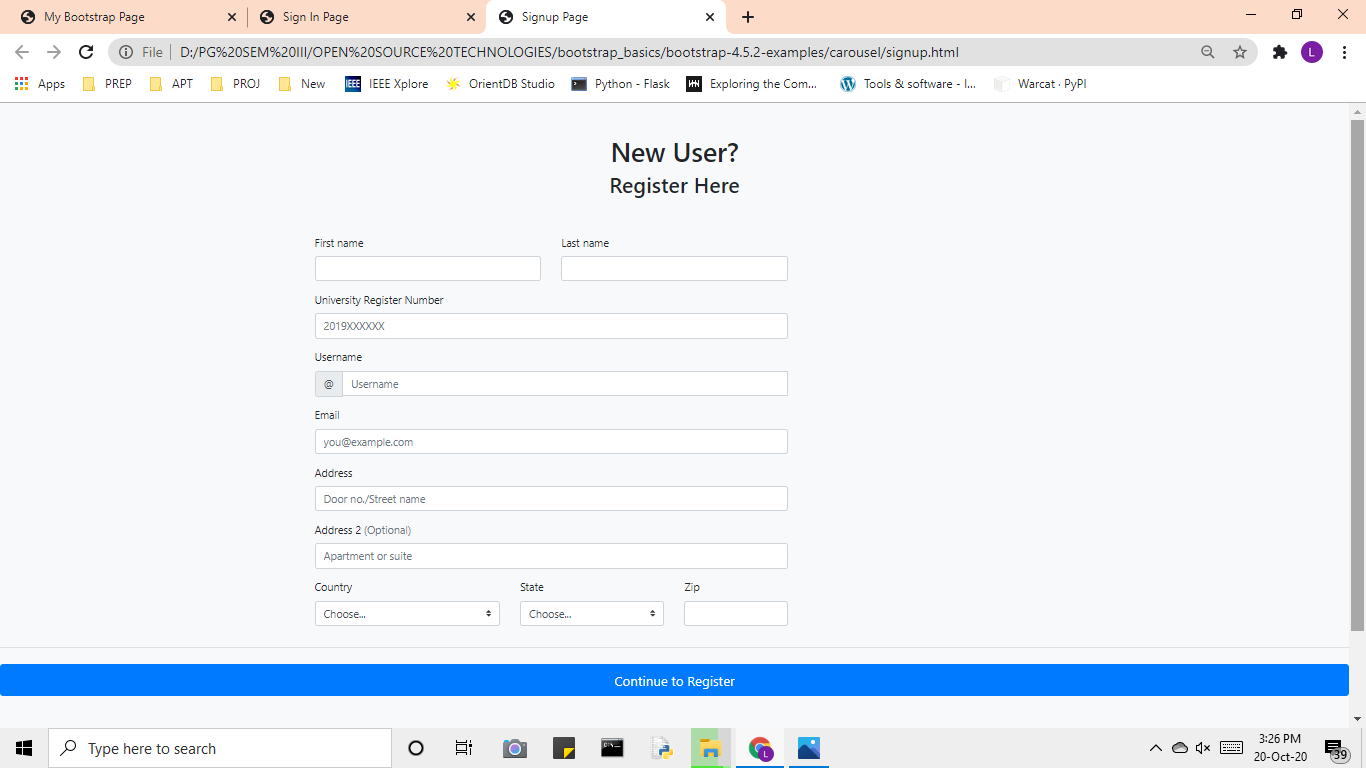 My Bootstrap Page
Sign In Page
Signup Page
File D:/PG%20SEM%20III/OPEN%20SOURCE%20TECHNOLOGIES/bootstrap_basics/bootstrap-4.5.2-examples/carousel/signup.html L
Apps PREP APT PROJ New IEEE IEEE Xplore OrientDB Studio Python - Flask Exploring the Com... Tools & software - I... Warcat · PyPI
New User?
Register Here
First name Last name
University Register Number
2019XXXXXX
Username
@ Username
Email
you@example.com
Address
Door no./Street name
Address 2 (Optional)
Apartment or suite
Country State Zip
Choose... Choose...
Continue to Register
Type here to search
L
3:26 PM
20-Oct-20
39